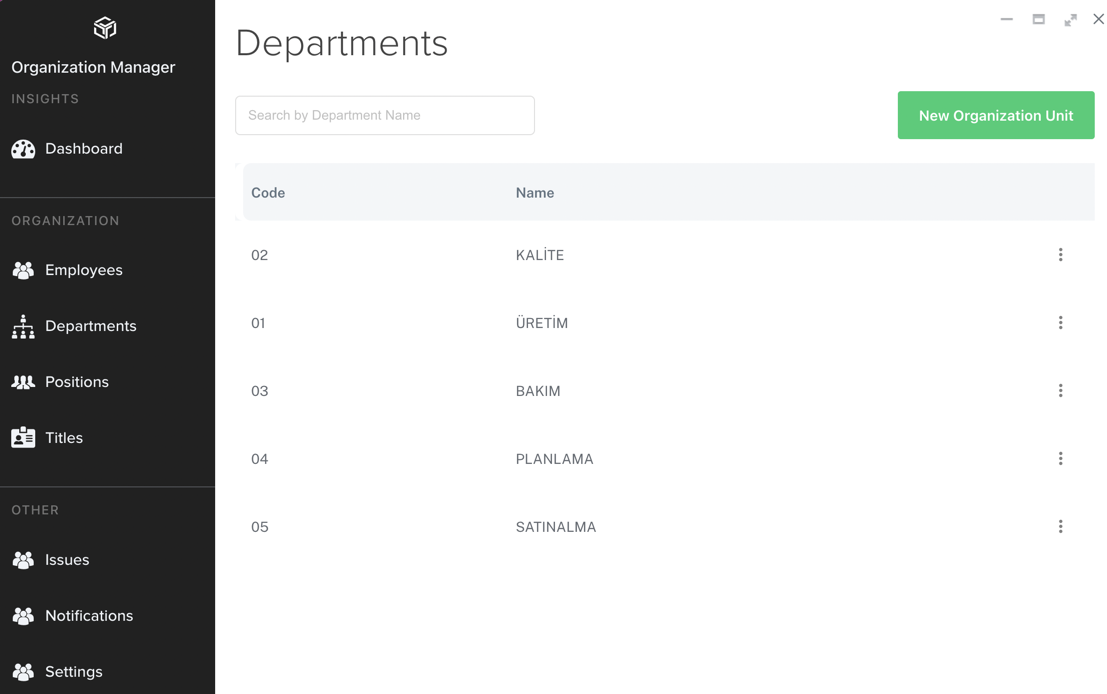 Organization Manager
INSIGHTS
Dashboard
ORGANIZATION
Employees
Departments
Positions
Titles
OTHER
Issues
Notifications
Settings
Departments
Search by Department Name
New Organization Unit
Code Name
02 KALİTE
01 ÜRETİM
03 BAKIM
04 PLANLAMA
05 SATINALMA